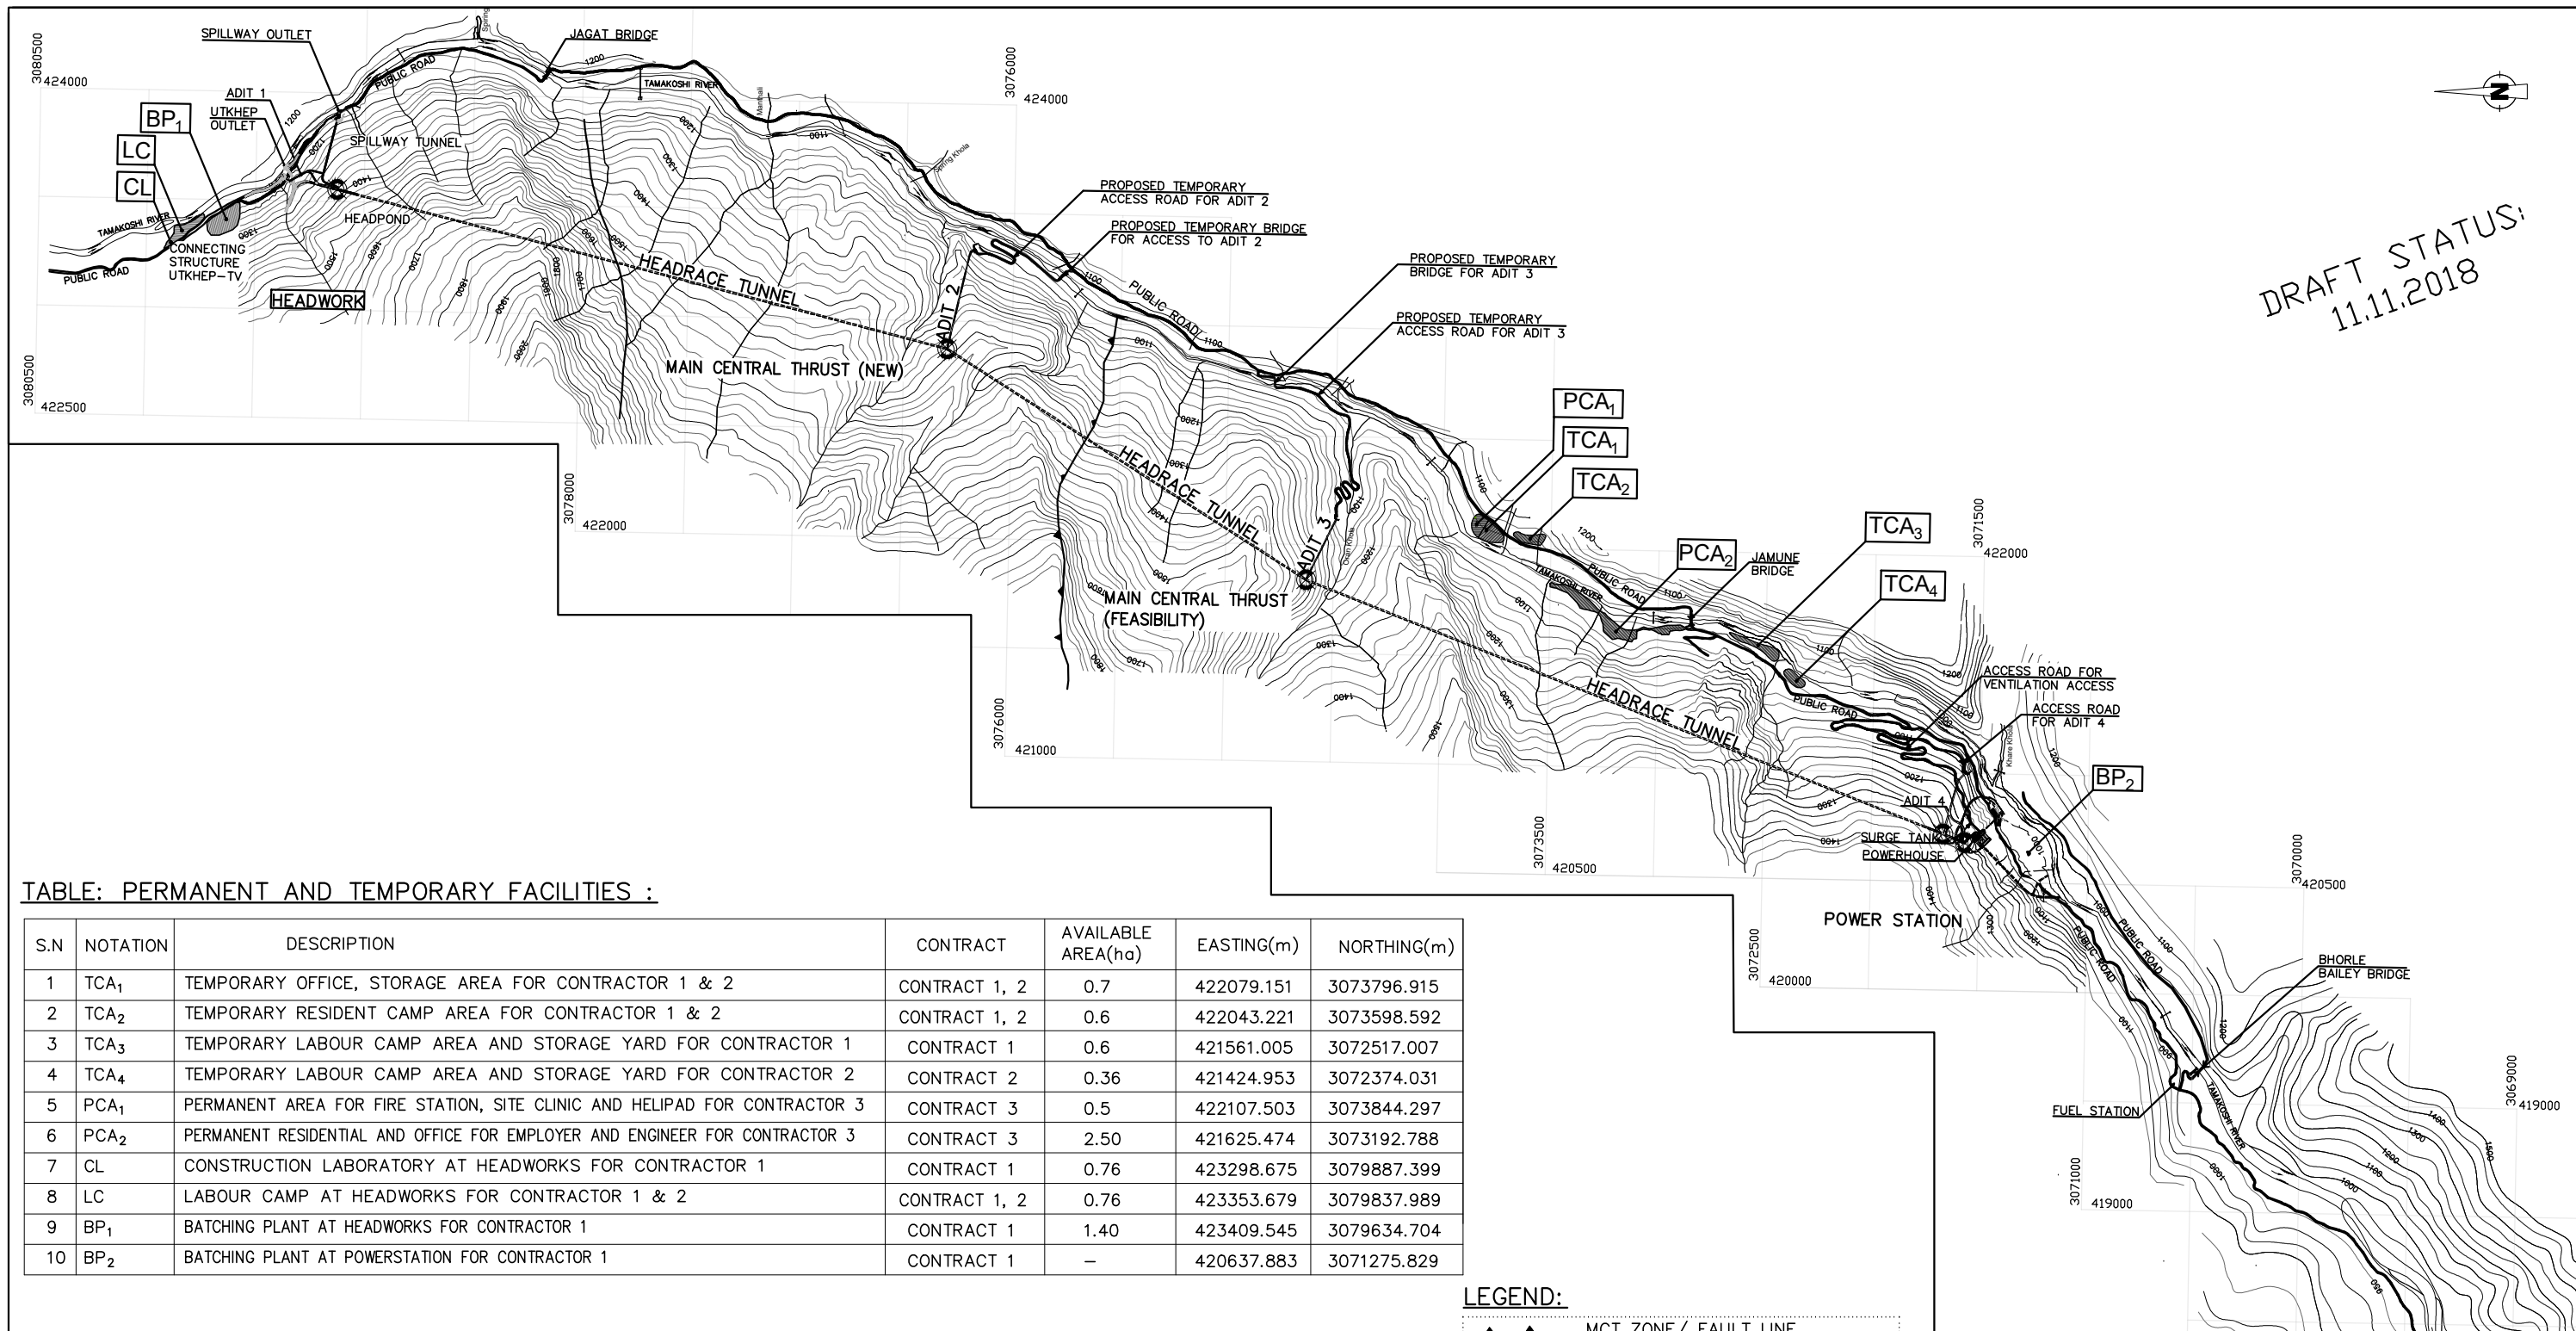 3080500
424000
SPILLWAY OUTLET
ADIT 1
UTKHEP
OUTLET
BP₁
LC
CL
TAMAKOSHI RIVER
PUBLIC ROAD
CONNECTING
STRUCTURE
UTKHEP-TV
HEADWORK
HEADPOND
SPILLWAY TUNNEL
PUBLIC ROAD
Spring
JAGAT BRIDGE
TAMAKOSHI RIVER
3076000
424000
Spring Khola
PROPOSED TEMPORARY
ACCESS ROAD FOR ADIT 2
PROPOSED TEMPORARY BRIDGE
FOR ACCESS TO ADIT 2
PROPOSED TEMPORARY
BRIDGE FOR ADIT 3
PROPOSED TEMPORARY
ACCESS ROAD FOR ADIT 3
PUBLIC ROAD
N
DRAFT STATUS:
11.11.2018
HEADRACE TUNNEL
ADIT 2
MAIN CENTRAL THRUST (NEW)
3080500
422500
3078000
422000
HEADRACE TUNNEL
ADIT 3
MAIN CENTRAL THRUST
(FEASIBILITY)
PCA₁
TCA₁
TCA₂
TCA₃
PCA₂
JAMUNE
BRIDGE
TCA₄
3071500
422000
TAMAKOSHI RIVER
PUBLIC ROAD
PUBLIC ROAD
HEADRACE TUNNEL
ACCESS ROAD FOR
VENTILATION ACCESS
ACCESS ROAD
FOR ADIT 4
Khare Khola
BP₂
ADIT 4
SURGE TANK
POWERHOUSE
3076000
421000
3073500
420500
3070000
420500
POWER STATION
3072500
420000
PUBLIC ROAD
PUBLIC ROAD
BHORLE
BAILEY BRIDGE
FUEL STATION
TAMAKOSHI RIVER
3069000
419000
3071000
419000
TABLE: PERMANENT AND TEMPORARY FACILITIES :
S.N NOTATION DESCRIPTION CONTRACT AVAILABLE AREA(ha) EASTING(m) NORTHING(m)
1 TCA₁ TEMPORARY OFFICE, STORAGE AREA FOR CONTRACTOR 1 & 2 CONTRACT 1, 2 0.7 422079.151 3073796.915
2 TCA₂ TEMPORARY RESIDENT CAMP AREA FOR CONTRACTOR 1 & 2 CONTRACT 1, 2 0.6 422043.221 3073598.592
3 TCA₃ TEMPORARY LABOUR CAMP AREA AND STORAGE YARD FOR CONTRACTOR 1 CONTRACT 1 0.6 421561.005 3072517.007
4 TCA₄ TEMPORARY LABOUR CAMP AREA AND STORAGE YARD FOR CONTRACTOR 2 CONTRACT 2 0.36 421424.953 3072374.031
5 PCA₁ PERMANENT AREA FOR FIRE STATION, SITE CLINIC AND HELIPAD FOR CONTRACTOR 3 CONTRACT 3 0.5 422107.503 3073844.297
6 PCA₂ PERMANENT RESIDENTIAL AND OFFICE FOR EMPLOYER AND ENGINEER FOR CONTRACTOR 3 CONTRACT 3 2.50 421625.474 3073192.788
7 CL CONSTRUCTION LABORATORY AT HEADWORKS FOR CONTRACTOR 1 CONTRACT 1 0.76 423298.675 3079887.399
8 LC LABOUR CAMP AT HEADWORKS FOR CONTRACTOR 1 & 2 CONTRACT 1, 2 0.76 423353.679 3079837.989
9 BP₁ BATCHING PLANT AT HEADWORKS FOR CONTRACTOR 1 CONTRACT 1 1.40 423409.545 3079634.704
10 BP₂ BATCHING PLANT AT POWERSTATION FOR CONTRACTOR 1 CONTRACT 1 – 420637.883 3071275.829
LEGEND:
MCT ZONE/ FAULT LINE